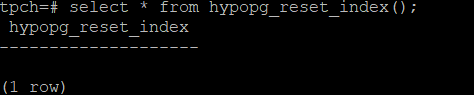 tpch=# select * from hypopg_reset_index();
 hypopg_reset_index
--------------------

(1 row)